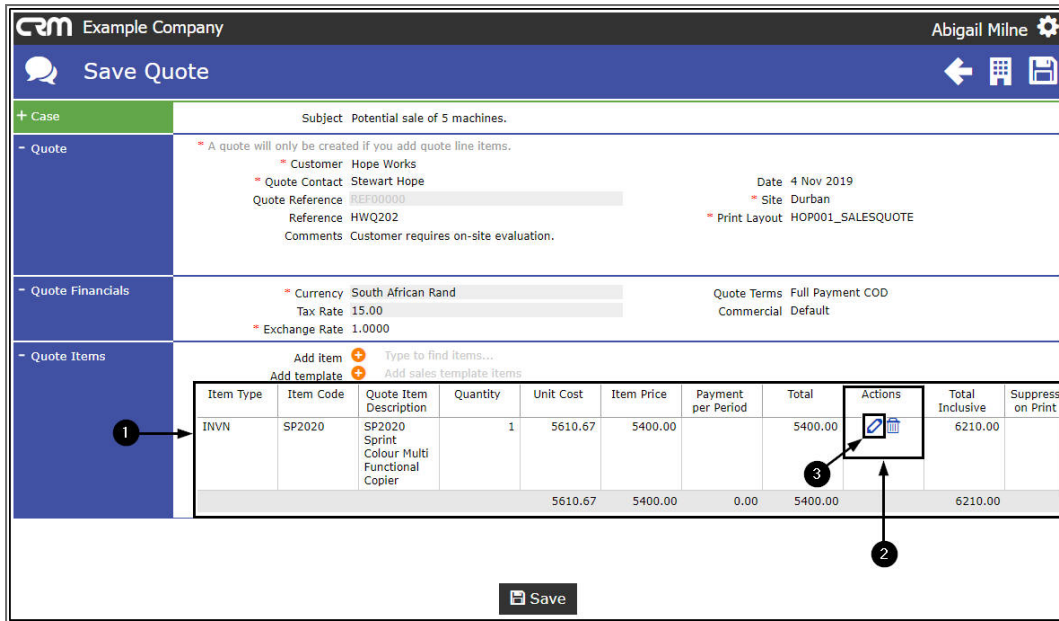 CRM Example Company Abigail Milne
Save Quote
+ Case
Subject Potential sale of 5 machines.
- Quote
* A quote will only be created if you add quote line items.
* Customer Hope Works
* Quote Contact Stewart Hope Date 4 Nov 2019
Quote Reference REF00000 * Site Durban
Reference HWQ202 * Print Layout HOP001_SALESQUOTE
Comments Customer requires on-site evaluation.
- Quote Financials
* Currency South African Rand Quote Terms Full Payment COD
Tax Rate 15.00 Commercial Default
* Exchange Rate 1.0000
- Quote Items
Add item Type to find items...
Add template Add sales template items
Item Type Item Code Quote Item Description Quantity Unit Cost Item Price Payment per Period Total Actions Total Inclusive Suppress on Print
INVN SP2020 SP2020 1 5610.67 5400.00 5400.00 6210.00
Sprint
Colour Multi
Functional
Copier
5610.67 5400.00 0.00 5400.00 6210.00
1
3
2
Save